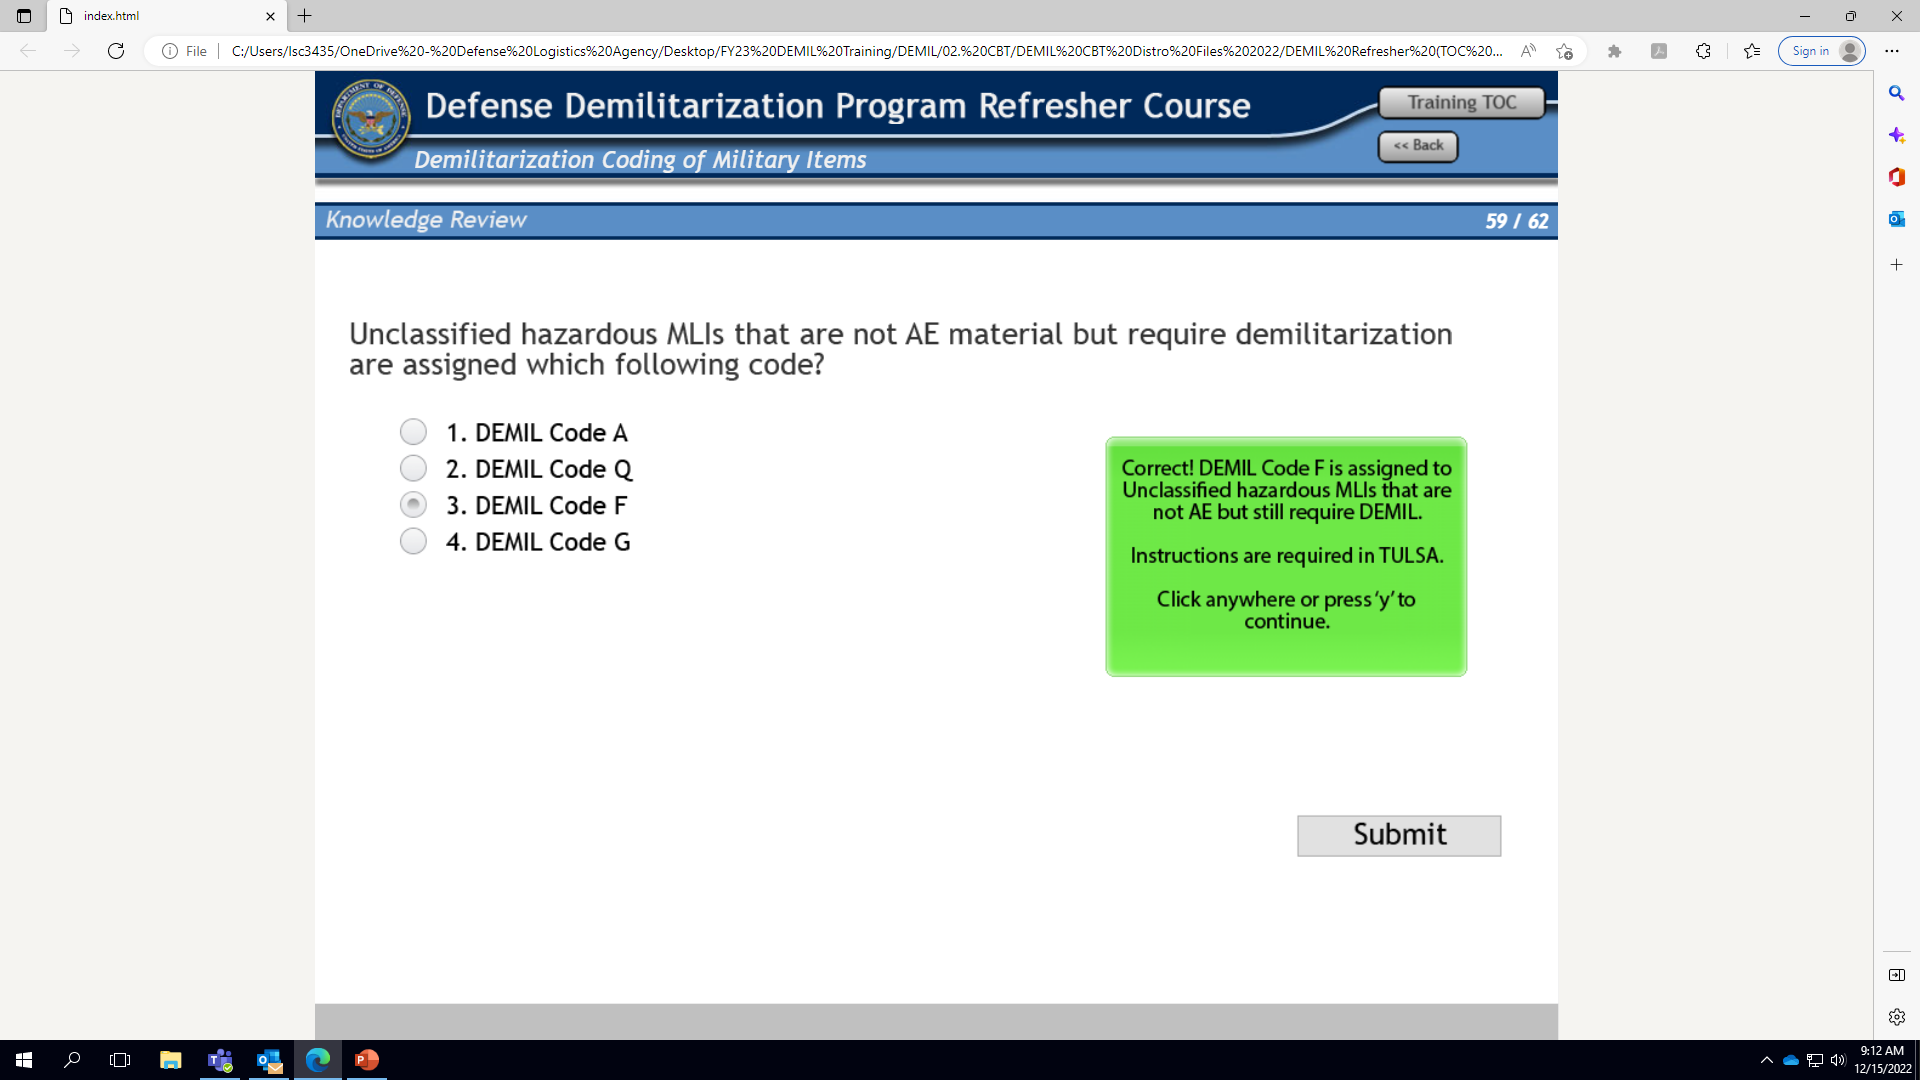 index.html
File
C:/Users/lsc3435/OneDrive%20-%20Defense%20Logistics%20Agency/Desktop/FY23%20DEMIL%20Training/DEMIL/02.%20CBT/DEMIL%20CBT%20Distro%20Files%202022/DEMIL%20Refresher%20(TOC%20...
Sign in
Defense Demilitarization Program Refresher Course
Training TOC
<< Back
Demilitarization Coding of Military Items
Knowledge Review
59 / 62
Unclassified hazardous MLIs that are not AE material but require demilitarization
are assigned which following code?
1. DEMIL Code A
2. DEMIL Code Q
3. DEMIL Code F
4. DEMIL Code G
Correct! DEMIL Code F is assigned to
Unclassified hazardous MLIs that are
not AE but still require DEMIL.
Instructions are required in TULSA.
Click anywhere or press ‘y’ to
continue.
Submit
9:12 AM
12/15/2022